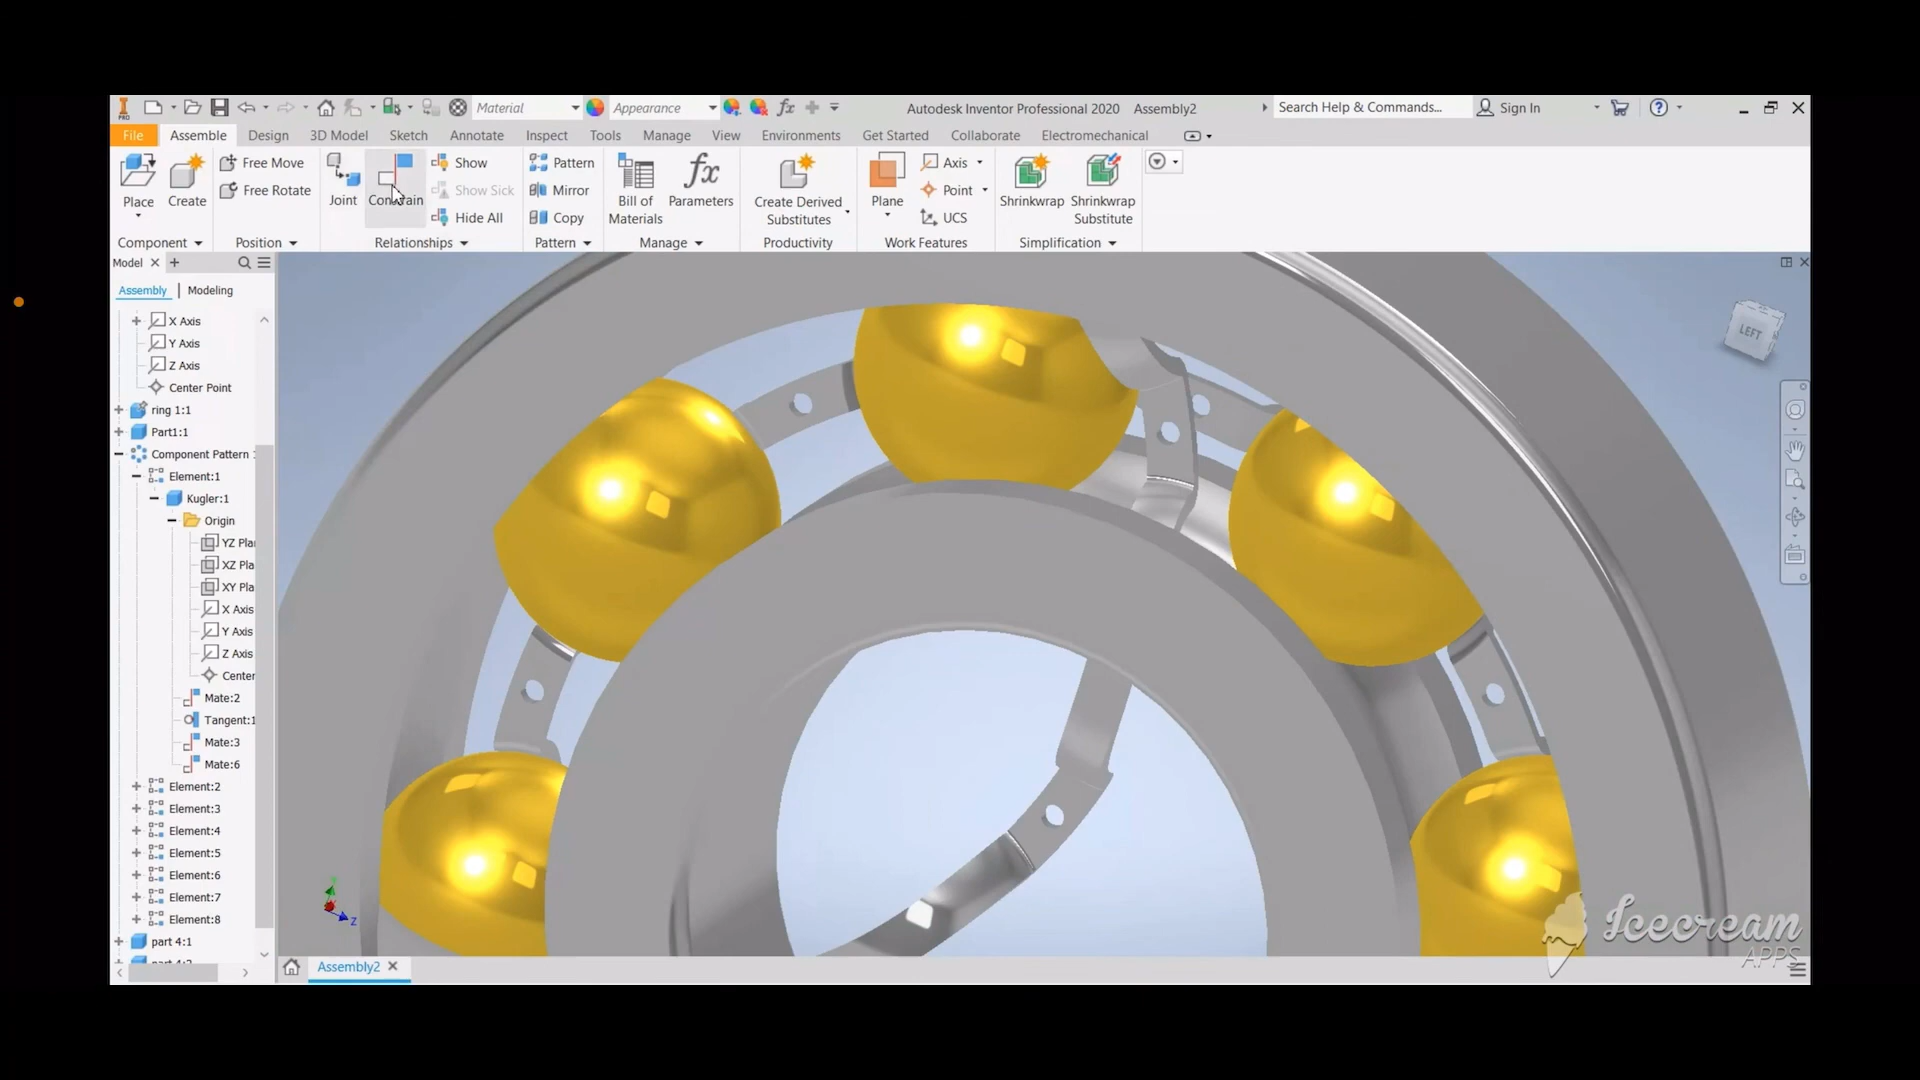 PRO Material Appearance Autodesk Inventor Professional 2020 Assembly2 Search Help & Commands... Sign In
File Assemble Design 3D Model Sketch Annotate Inspect Tools Manage View Environments Get Started Collaborate Electromechanical
Place
Create
Free Move
Free Rotate
Joint
Constrain
Show
Show Sick
Hide All
Pattern
Mirror
Copy
Bill of
Materials
Parameters
Create Derived
Substitutes
Plane
Axis
Point
UCS
Shrinkwrap
Shrinkwrap
Substitute
Component Position Relationships Pattern Manage Productivity Work Features Simplification
Model
Assembly Modeling
X Axis
Y Axis
Z Axis
Center Point
ring 1:1
Part1:1
Component Pattern 1
Element:1
Kugler:1
Origin
YZ Pla
XZ Pla
XY Pla
X Axis
Y Axis
Z Axis
Center
Mate:2
Tangent:1
Mate:3
Mate:6
Element:2
Element:3
Element:4
Element:5
Element:6
Element:7
Element:8
part 4:1
LEFT
Z
Assembly2
Icecream
APPS